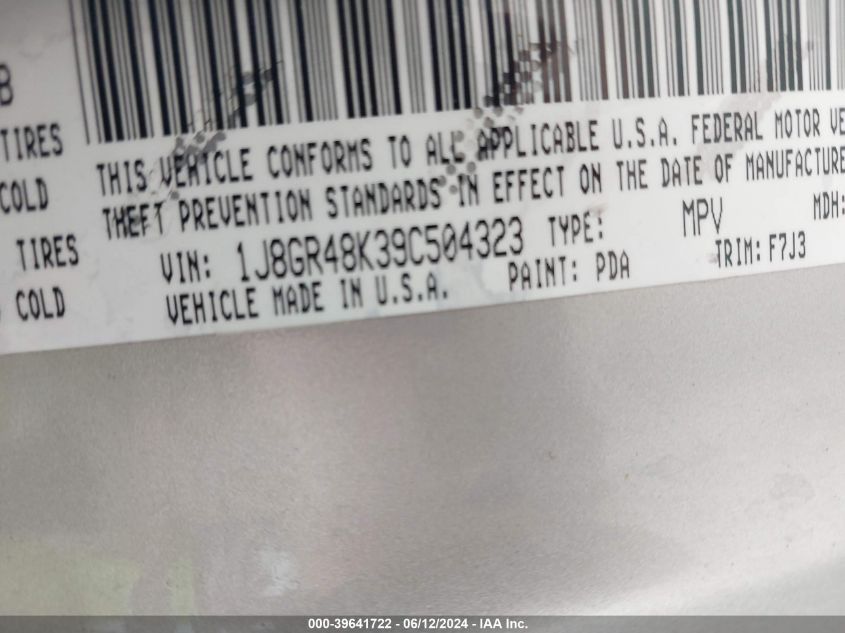 B
TIRES
COLD
TIRES
COLD
THIS VEHICLE CONFORMS TO ALL APPLICABLE U.S.A. FEDERAL MOTOR VE
THEFT PREVENTION STANDARDS IN EFFECT ON THE DATE OF MANUFACTURE
VIN: 1J8GR48K39C504323 TYPE: MPV MDH:
VEHICLE MADE IN U.S.A. PAINT: PDA TRIM: F7J3
000-39641722 - 06/12/2024 - IAA Inc.